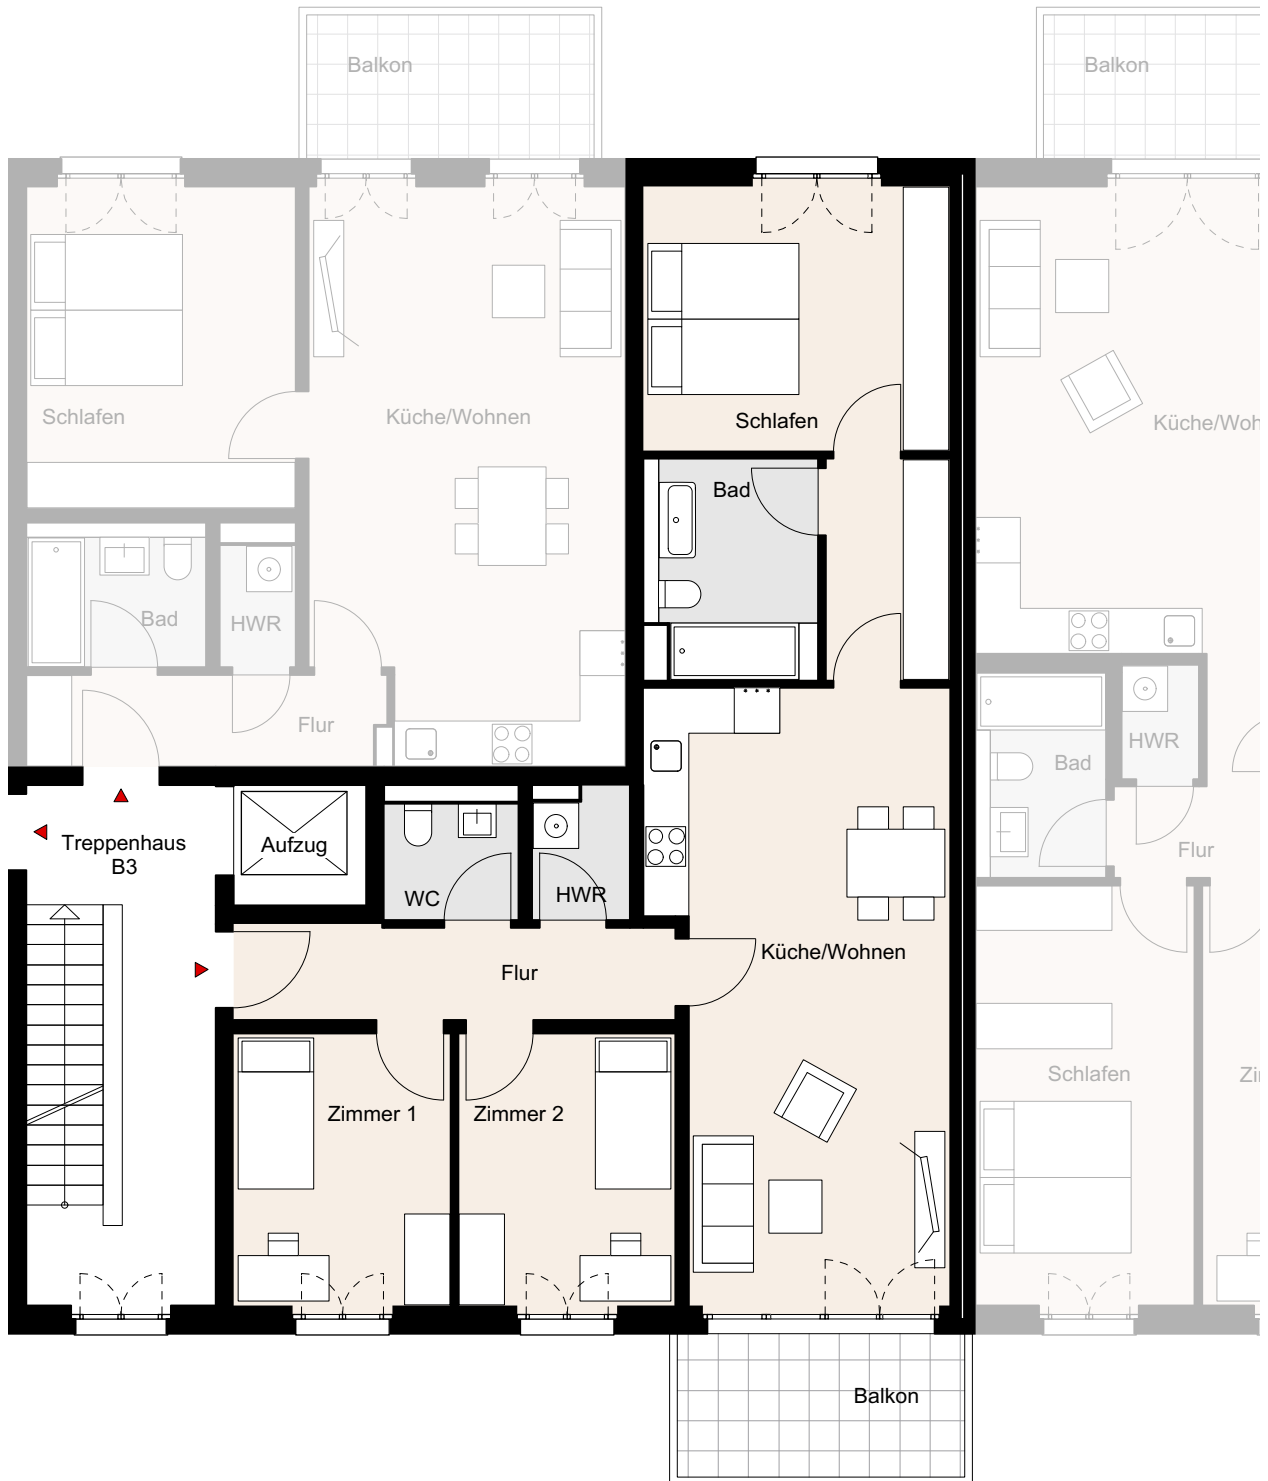 Balkon
Balkon
Schlafen
Küche/Wohnen
Schlafen
Küche/Woh
Bad
Bad
HWR
Flur
HWR
Bad
Treppenhaus
B3
Aufzug
WC
HWR
Flur
Küche/Wohnen
Flur
Schlafen
Zi
Zimmer 1
Zimmer 2
Balkon